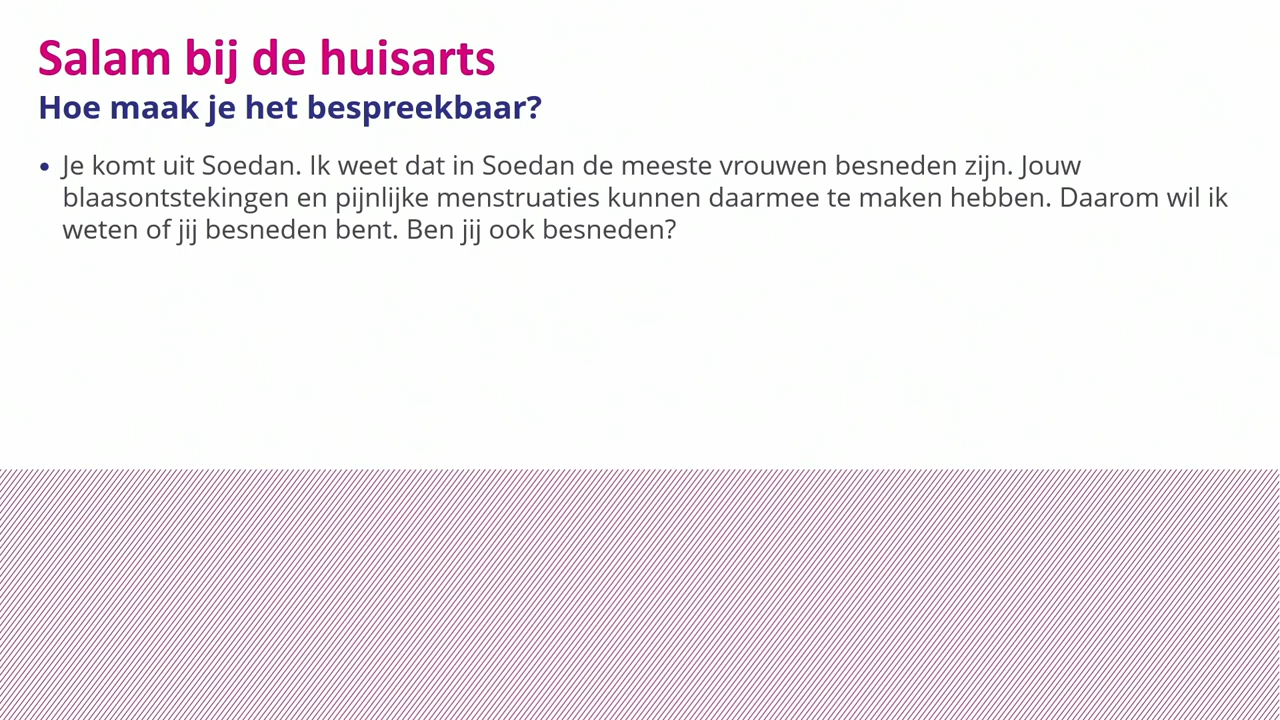 Salam bij de huisarts
Hoe maak je het bespreekbaar?
• Je komt uit Soedan. Ik weet dat in Soedan de meeste vrouwen besneden zijn. Jouw
blaasontstekingen en pijnlijke menstruaties kunnen daarmee te maken hebben. Daarom wil ik
weten of jij besneden bent. Ben jij ook besneden?